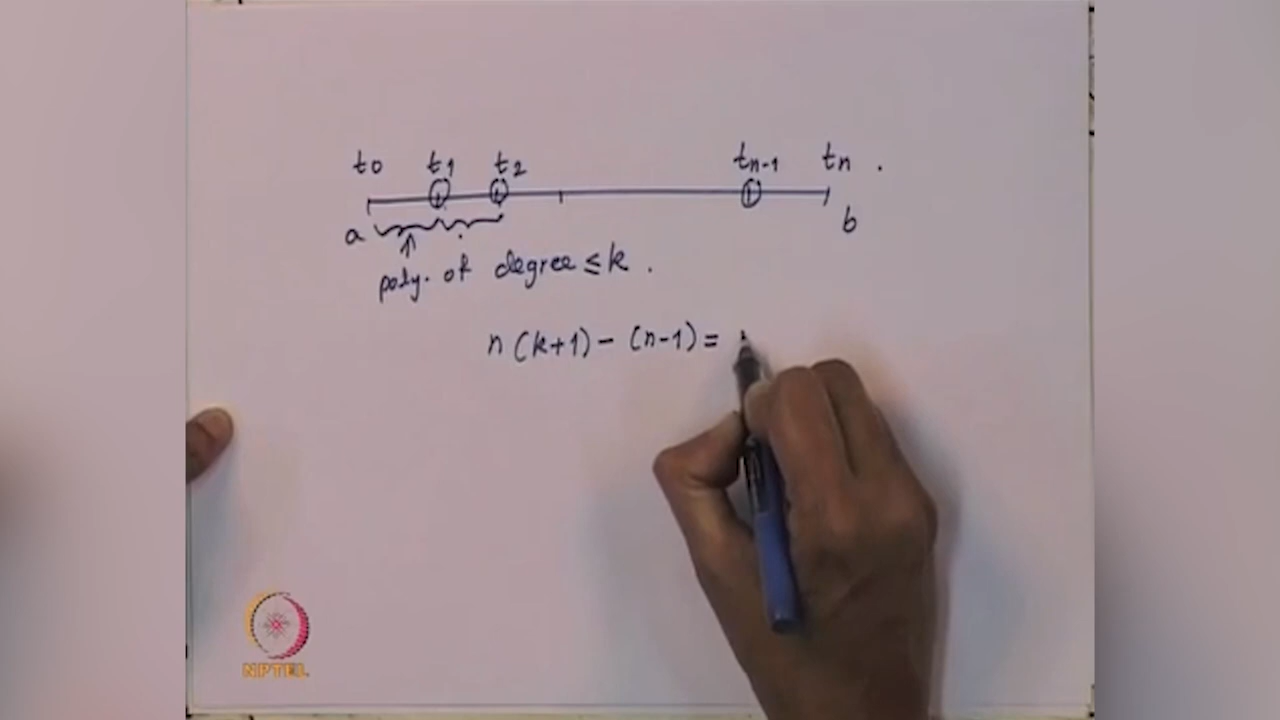 t0 t1 t2 tn-1 tn .
a b
poly. of degree ≤ k .
n (k+1) - (n-1) =
NPTEL